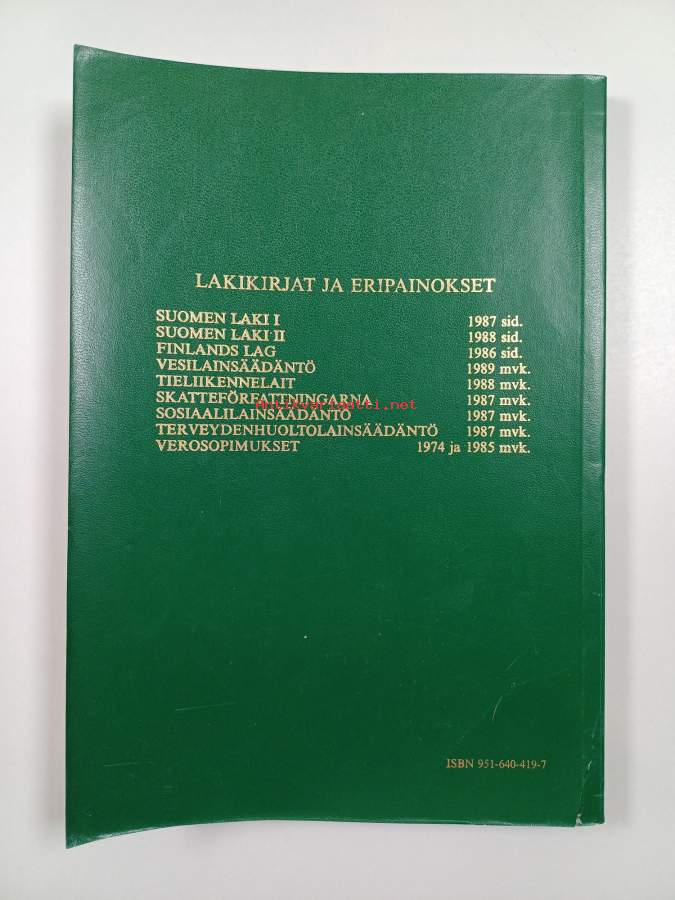 LAKIKIRJAT JA ERIPAINOKSET
SUOMEN LAKI I 1987 sid.
SUOMEN LAKI II 1988 sid.
FINLANDS LAG 1986 sid.
VESILAINSÄÄDÄNTÖ 1989 mvk.
TIELIIKENNELAIT 1988 mvk.
SKATTEFÖRFATTNINGARNA 1987 mvk.
Antikvariaatti.net
SOSIAALILAINSÄÄDÄNTÖ 1987 mvk.
TERVEYDENHUOLTOLAINSÄÄDÄNTÖ 1987 mvk.
VEROSOPIMUKSET 1974 ja 1985 mvk.
ISBN 951-640-419-7